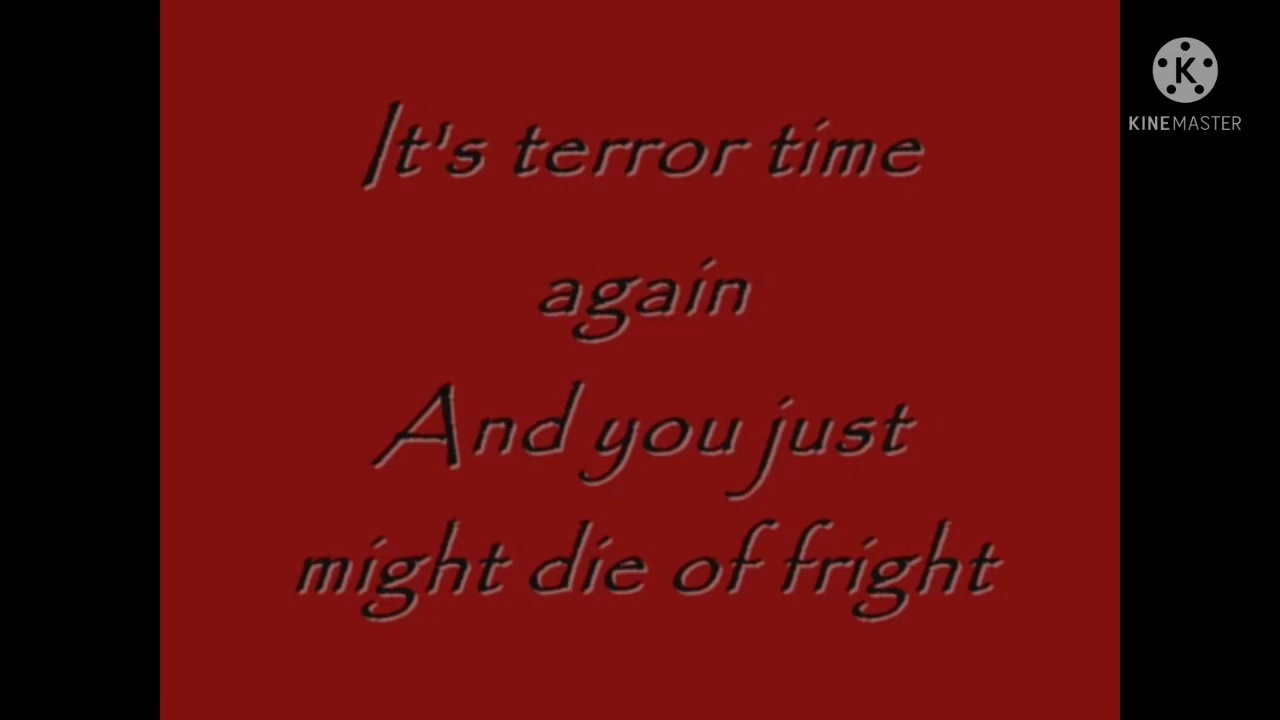 It's terror time
again
And you just
might die of fright
K
KINEMASTER